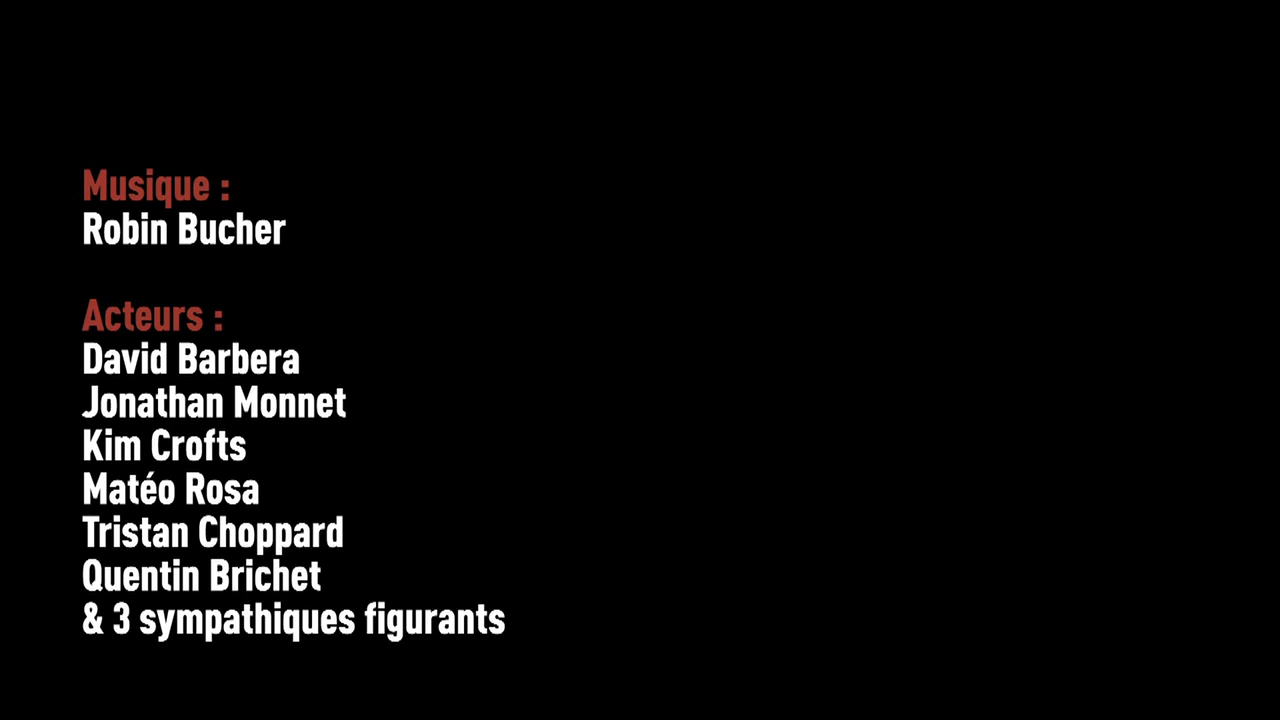 Musique :
Robin Bucher
Acteurs :
David Barbera
Jonathan Monnet
Kim Crofts
Matéo Rosa
Tristan Choppard
Quentin Brichet
& 3 sympathiques figurants